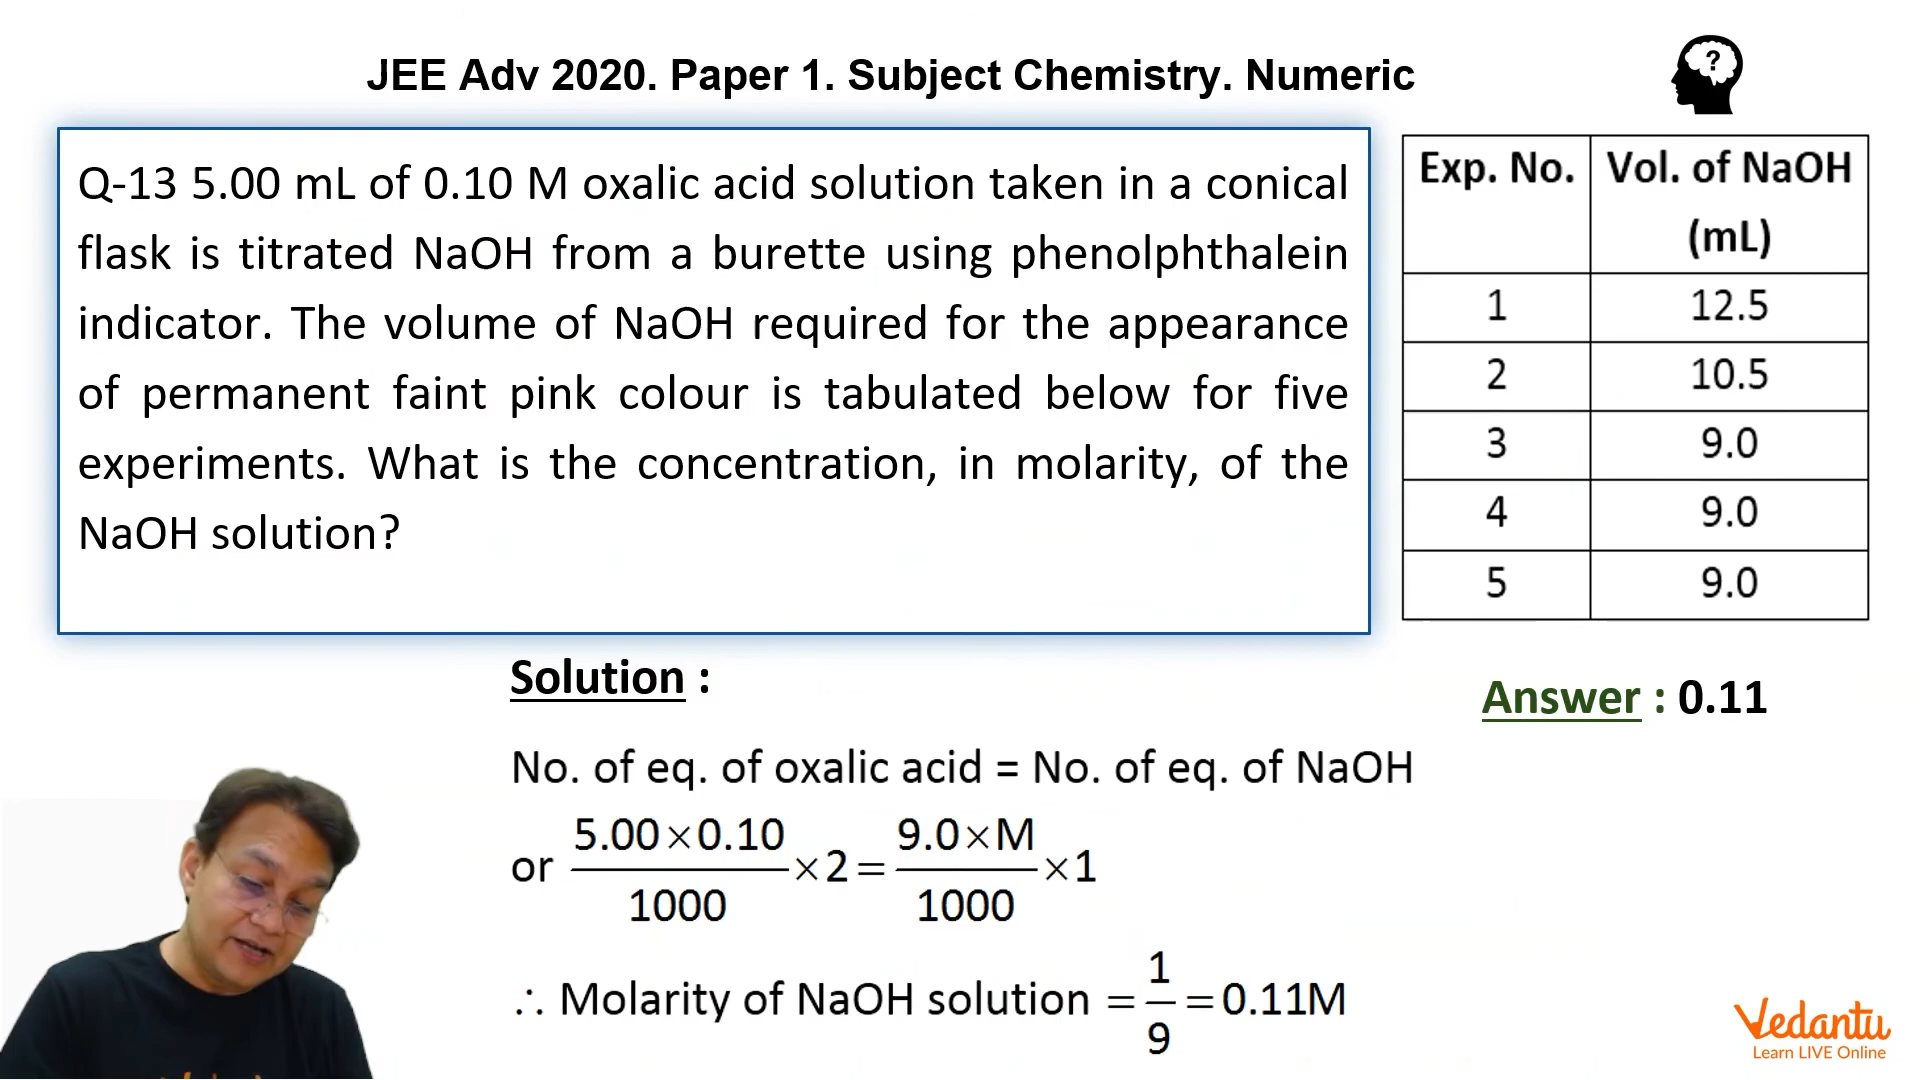 JEE Adv 2020. Paper 1. Subject Chemistry. Numeric
?
Q-13 5.00 mL of 0.10 M oxalic acid solution taken in a conical
flask is titrated NaOH from a burette using phenolphthalein
indicator. The volume of NaOH required for the appearance
of permanent faint pink colour is tabulated below for five
experiments. What is the concentration, in molarity, of the
NaOH solution?
Exp. No. Vol. of NaOH
(mL)
1 12.5
2 10.5
3 9.0
4 9.0
5 9.0
Solution :
Answer : 0.11
No. of eq. of oxalic acid = No. of eq. of NaOH
or 5.00×0.10/1000 ×2= 9.0×M/1000 ×1
∴ Molarity of NaOH solution = 1/9 =0.11M
Vedantu
Learn LIVE Online